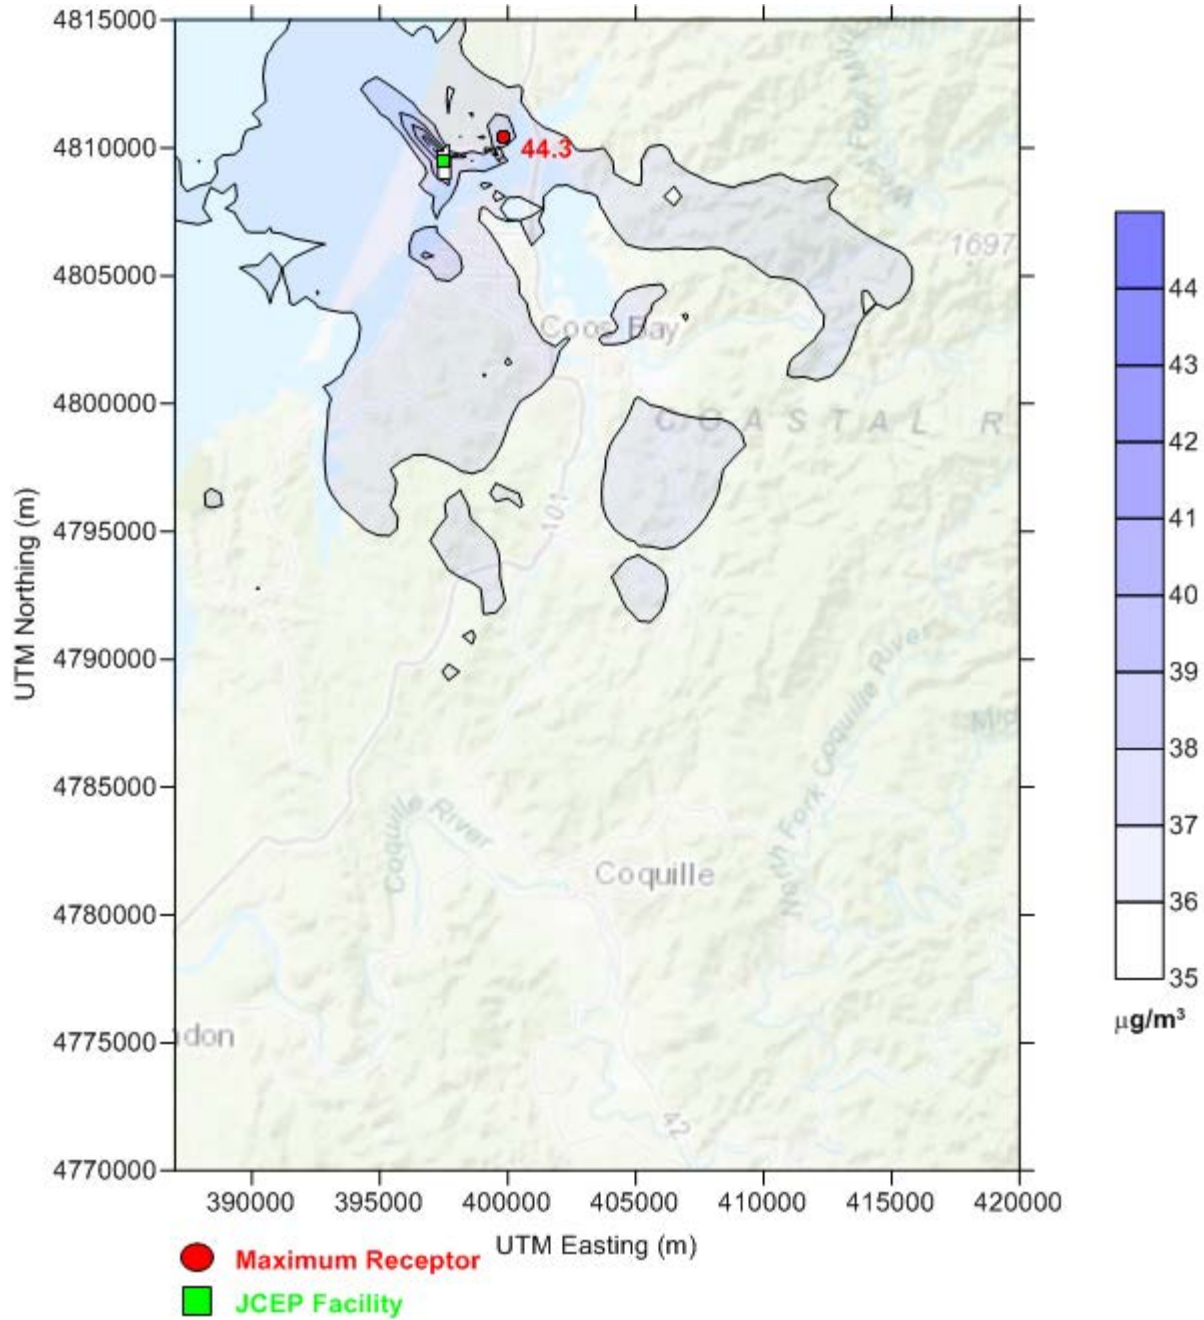 4815000
4810000
4805000
4800000
4795000
4790000
4785000
4780000
4775000
4770000
UTM Northing (m)
44.3
1697
Coos Bay
COASTAL R
101
North Fork Coquille River
Mid
Coquille River
Coquille
don
42
44
43
42
41
40
39
38
37
36
35
μg/m³
390000 395000 400000 405000 410000 415000 420000
UTM Easting (m)
Maximum Receptor
JCEP Facility